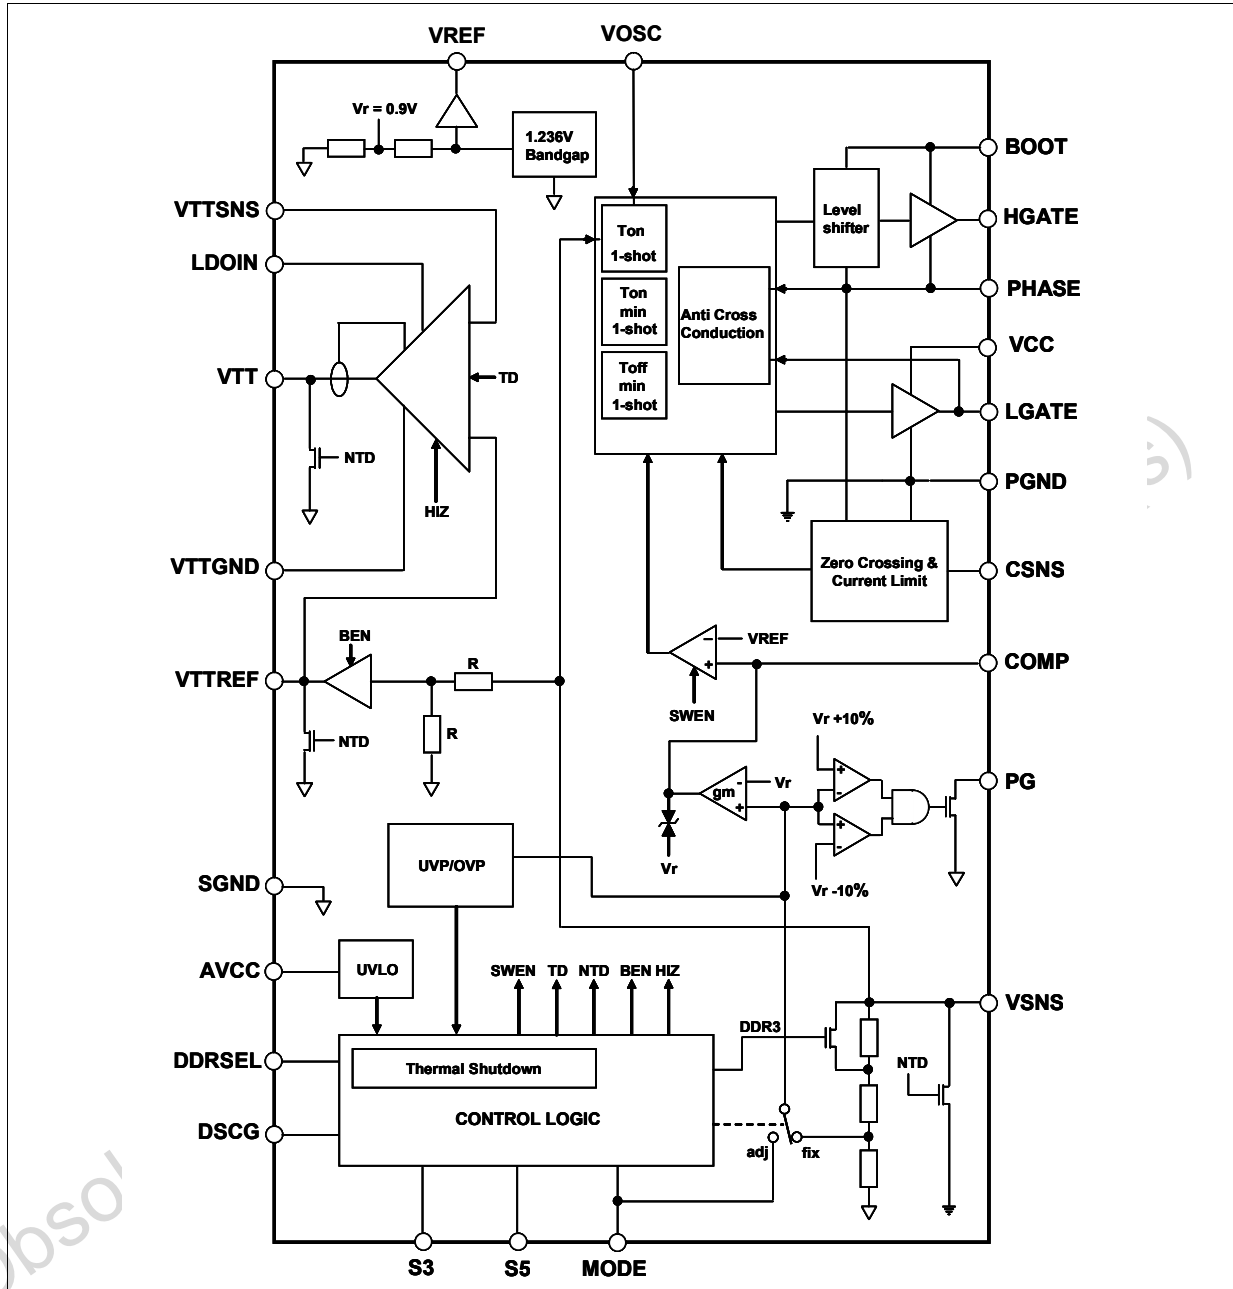 VREF
VOSC
Vr = 0.9V
1.236V
Bandgap
BOOT
VTTSNS
Ton
1-shot
Level
shifter
HGATE
LDOIN
PHASE
Ton
min
1-shot
Anti Cross
Conduction
VCC
VTT
TD
Toff
min
1-shot
LGATE
NTD
s)
PGND
HIZ
VTTGND
Zero Crossing &
Current Limit
CSNS
BEN
VREF
−
+
COMP
VTTREF
R
SWEN
R
NTD
Vr +10%
+
-
PG
gm
-
+
Vr
+
-
Vr
UVP/OVP
Vr -10%
SGND
AVCC
UVLO
SWEN
TD
NTD
BEN
HIZ
VSNS
DDR3
DDRSEL
Thermal Shutdown
NTD
CONTROL LOGIC
DSCG
adj
fix
S3
S5
MODE